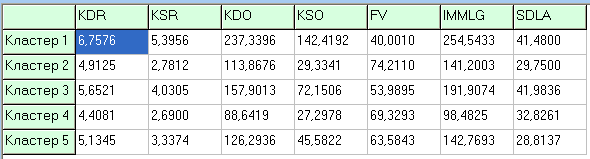 KDR KSR KDO KSO FV IMMLG SDLA
Кластер 1 6,7576 5,3956 237,3396 142,4192 40,0010 254,5433 41,4800
Кластер 2 4,9125 2,7812 113,8676 29,3341 74,2110 141,2003 29,7500
Кластер 3 5,6521 4,0305 157,9013 72,1506 53,9895 191,9074 41,9836
Кластер 4 4,4081 2,6900 88,6419 27,2978 69,3293 98,4825 32,8261
Кластер 5 5,1345 3,3374 126,2936 45,5822 63,5843 142,7693 28,8137